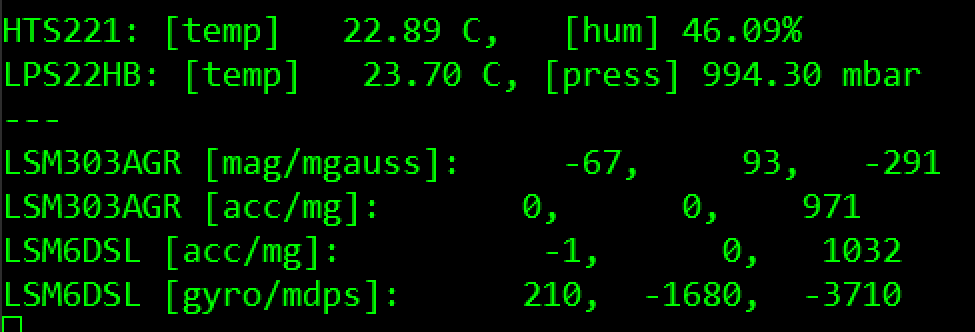 HTS221: [temp]   22.89 C,   [hum] 46.09%
LPS22HB: [temp]   23.70 C, [press] 994.30 mbar
---
LSM303AGR [mag/mgauss]:     -67,     93,   -291
LSM303AGR [acc/mg]:       0,      0,    971
LSM6DSL [acc/mg]:          -1,      0,   1032
LSM6DSL [gyro/mdps]:      210,  -1680,  -3710